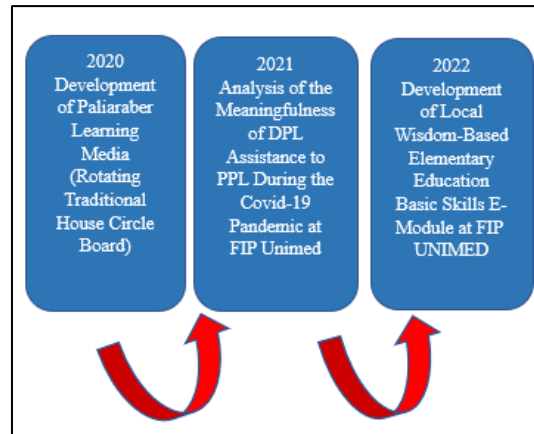 2020
Development
of Paliaraber
Learning
Media
(Rotating
Traditional
House Circle
Board)
2021
Analysis of the
Meaningfulness
of DPL
Assistance to
PPL During the
Covid-19
Pandemic at
FIP Unimed
2022
Development
of Local
Wisdom-Based
Elementary
Education
Basic Skills E-
Module at FIP
UNIMED